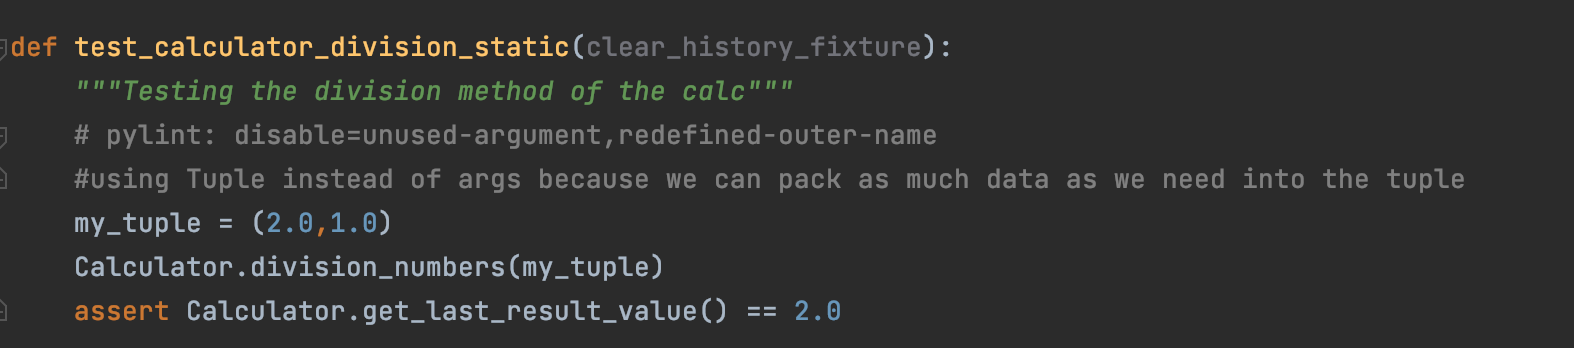 def test_calculator_division_static(clear_history_fixture):
"""Testing the division method of the calc"""
# pylint: disable=unused-argument,redefined-outer-name
#using Tuple instead of args because we can pack as much data as we need into the tuple
my_tuple = (2.0,1.0)
Calculator.division_numbers(my_tuple)
assert Calculator.get_last_result_value() == 2.0